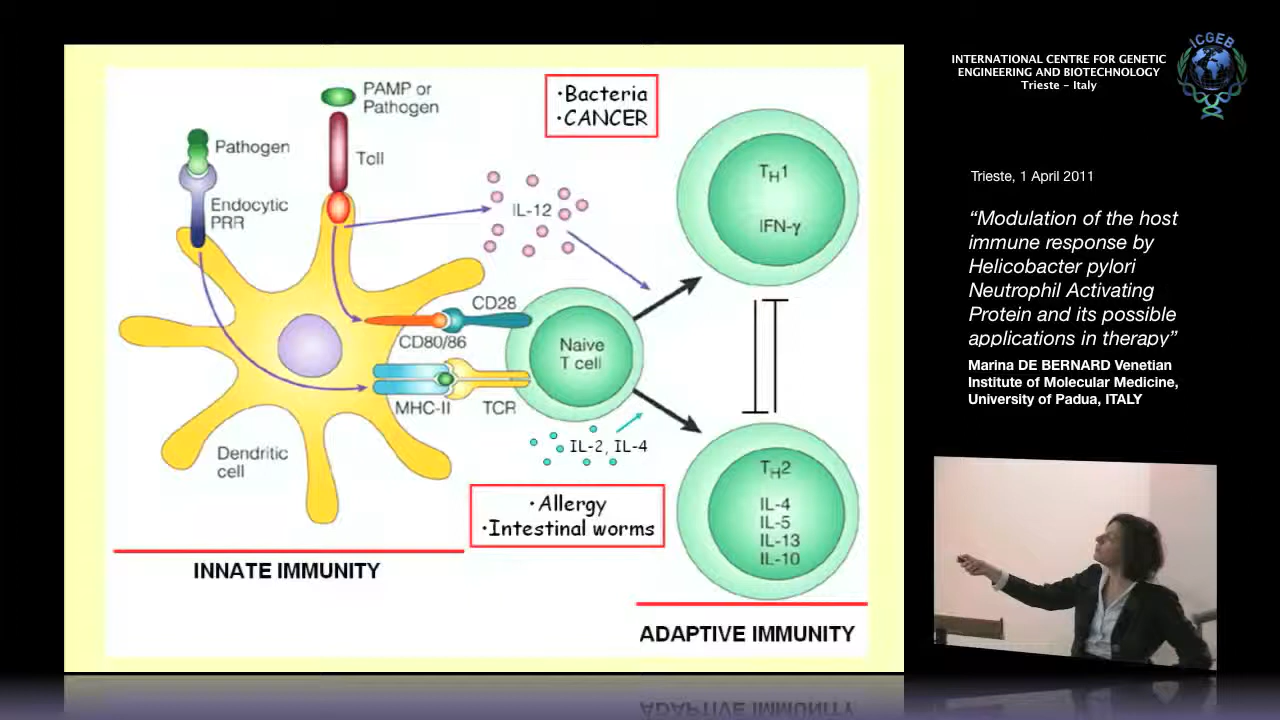 PAMP or
Pathogen
Pathogen
Toll
Endocytic
PRR
IL-12
•Bacteria
•CANCER
TH1
IFN-γ
CD28
CD80/86
Naive
T cell
MHC-II
TCR
IL-2, IL-4
Dendritic
cell
•Allergy
•Intestinal worms
TH2
IL-4
IL-5
IL-13
IL-10
INNATE IMMUNITY
ADAPTIVE IMMUNITY
INTERNATIONAL CENTRE FOR GENETIC
ENGINEERING AND BIOTECHNOLOGY
Trieste - Italy
ICGEB
Trieste, 1 April 2011
“Modulation of the host
immune response by
Helicobacter pylori
Neutrophil Activating
Protein and its possible
applications in therapy”
Marina DE BERNARD Venetian
Institute of Molecular Medicine,
University of Padua, ITALY